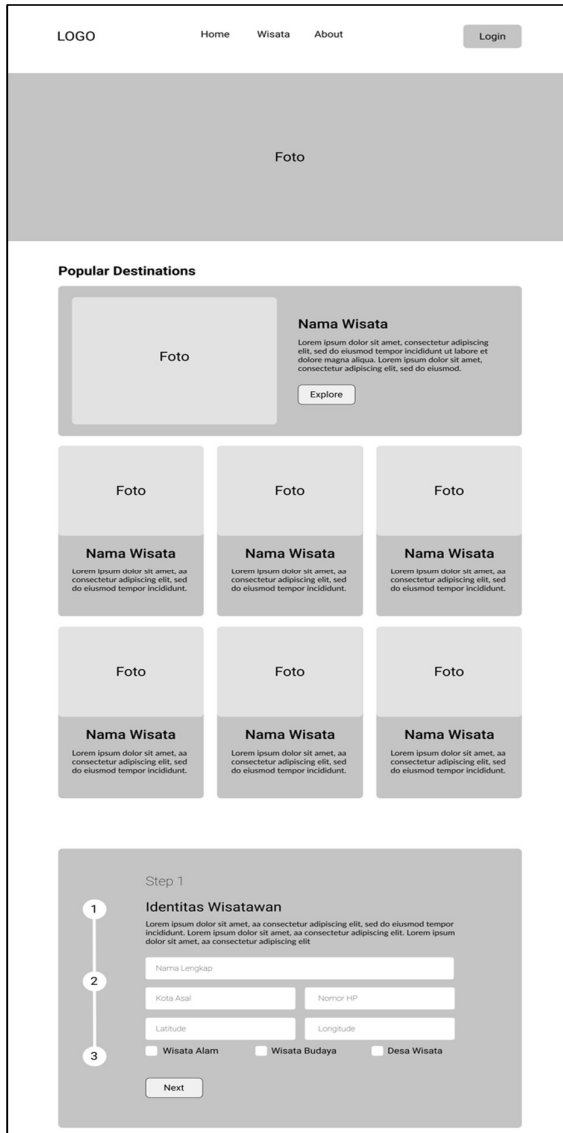 LOGO
Home Wisata About
Login
Foto
Popular Destinations
Foto
Nama Wisata
Lorem ipsum dolor sit amet, consectetur adipiscing
elit, sed do eiusmod tempor incididunt ut labore et
dolore magna aliqua. Lorem ipsum dolor sit amet,
consectetur adipiscing elit, sed do eiusmod.
Explore
Foto
Nama Wisata
Lorem ipsum dolor sit amet, aa
consectetur adipiscing elit, sed
do eiusmod tempor incididunt.
Foto
Nama Wisata
Lorem ipsum dolor sit amet, aa
consectetur adipiscing elit, sed
do eiusmod tempor incididunt.
Foto
Nama Wisata
Lorem ipsum dolor sit amet, aa
consectetur adipiscing elit, sed
do eiusmod tempor incididunt.
Foto
Nama Wisata
Lorem ipsum dolor sit amet, aa
consectetur adipiscing elit, sed
do eiusmod tempor incididunt.
Foto
Nama Wisata
Lorem ipsum dolor sit amet, aa
consectetur adipiscing elit, sed
do eiusmod tempor incididunt.
Foto
Nama Wisata
Lorem ipsum dolor sit amet, aa
consectetur adipiscing elit, sed
do eiusmod tempor incididunt.
1
2
3
Step 1
Identitas Wisatawan
Lorem ipsum dolor sit amet, aa consectetur adipiscing elit, sed do eiusmod tempor
incididunt. Lorem ipsum dolor sit amet, aa consectetur adipiscing elit. Lorem ipsum
dolor sit amet, aa consectetur adipiscing elit
Nama Lengkap
Kota Asal Nomor HP
Latitude Longitude
Wisata Alam Wisata Budaya Desa Wisata
Next